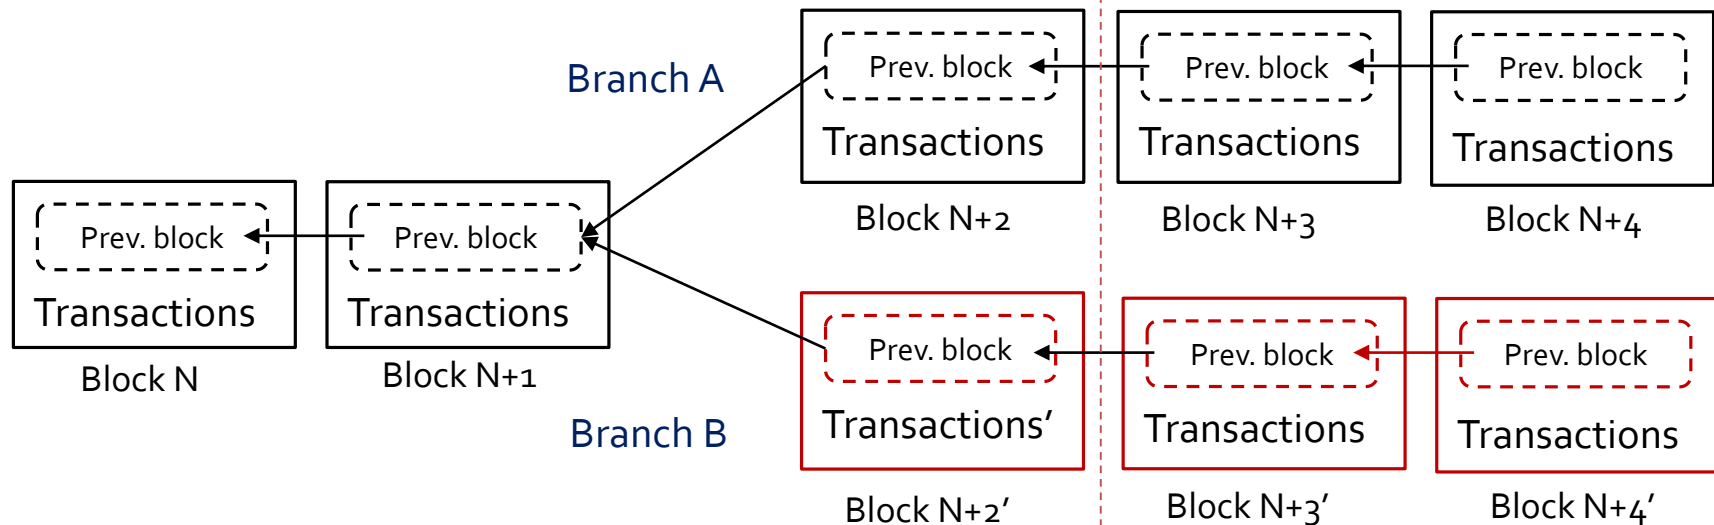 Branch A
Prev. block
Transactions
Block N+2
Prev. block
Transactions
Block N+3
Prev. block
Transactions
Block N+4
Prev. block
Transactions
Block N
Prev. block
Transactions
Block N+1
Branch B
Prev. block
Transactions'
Block N+2'
Prev. block
Transactions
Block N+3'
Prev. block
Transactions
Block N+4'